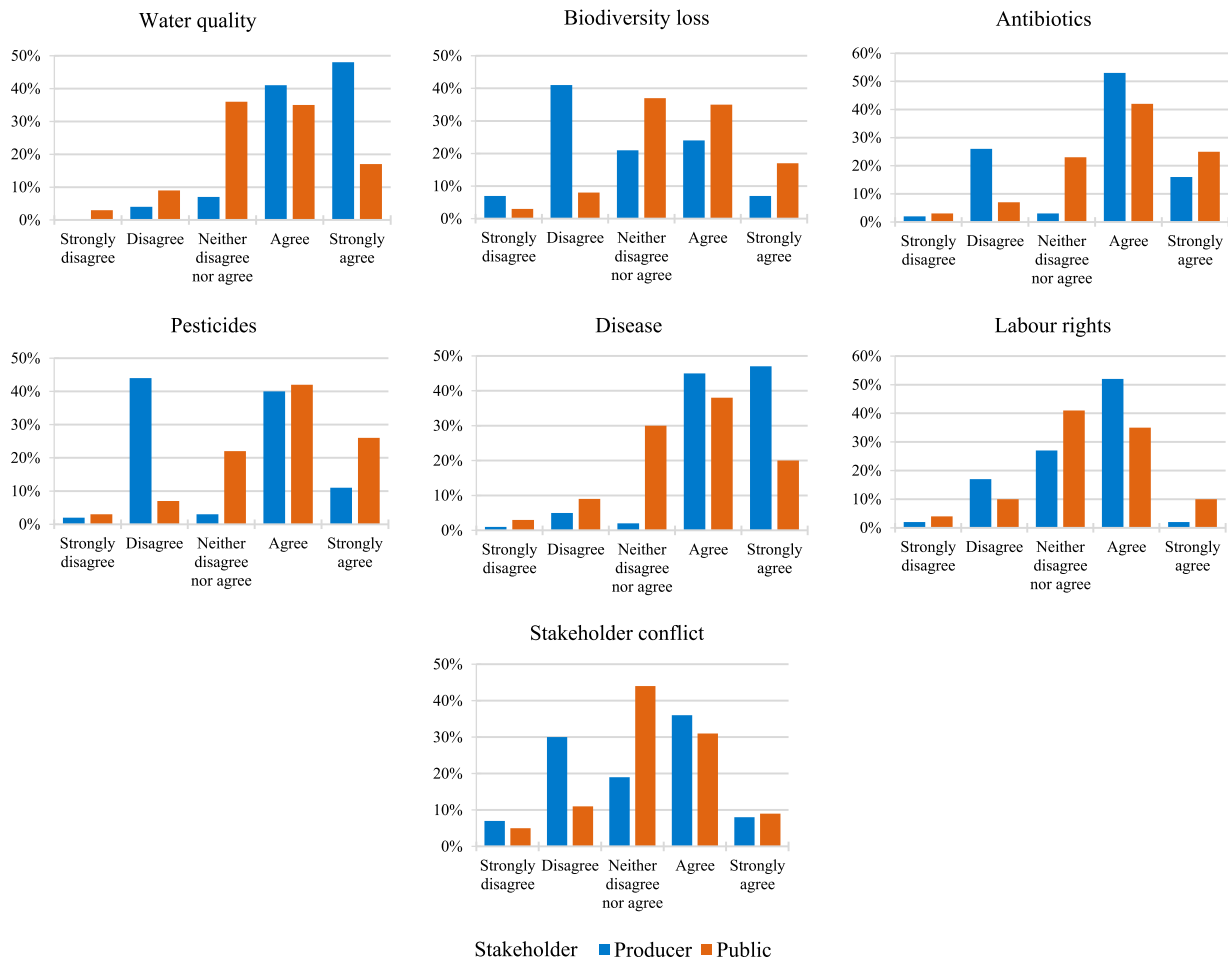 Water quality
50%
40%
30%
20%
10%
0%
Strongly
disagree
Disagree
Neither
disagree
nor agree
Agree
Strongly
agree
Biodiversity loss
50%
40%
30%
20%
10%
0%
Strongly
disagree
Disagree
Neither
disagree
nor agree
Agree
Strongly
agree
Antibiotics
60%
50%
40%
30%
20%
10%
0%
Strongly
disagree
Disagree
Neither
disagree
nor agree
Agree
Strongly
agree
Pesticides
50%
40%
30%
20%
10%
0%
Strongly
disagree
Disagree
Neither
disagree
nor agree
Agree
Strongly
agree
Disease
50%
40%
30%
20%
10%
0%
Strongly
disagree
Disagree
Neither
disagree
nor agree
Agree
Strongly
agree
Labour rights
60%
50%
40%
30%
20%
10%
0%
Strongly
disagree
Disagree
Neither
disagree
nor agree
Agree
Strongly
agree
Stakeholder conflict
50%
40%
30%
20%
10%
0%
Strongly
disagree
Disagree
Neither
disagree
nor agree
Agree
Strongly
agree
Stakeholder Producer Public